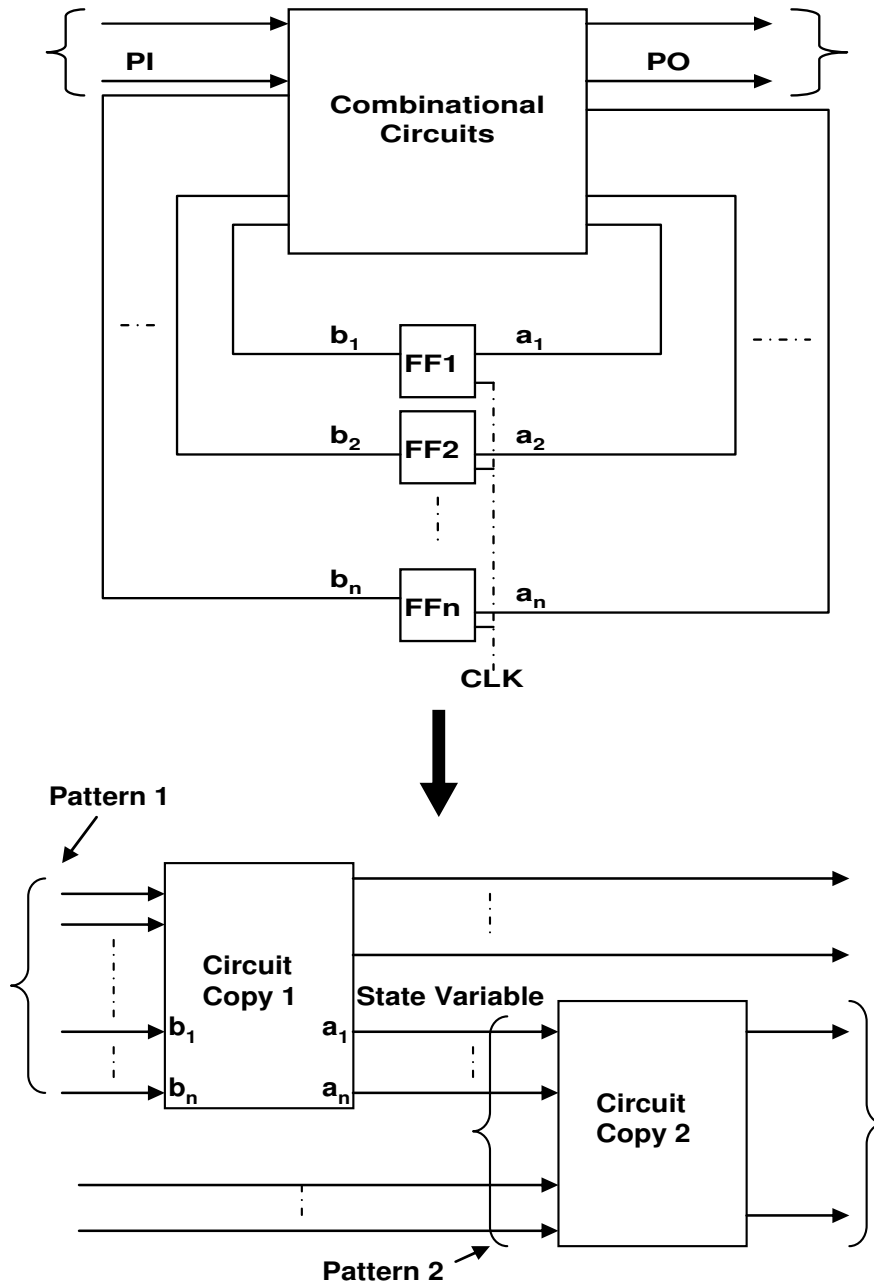 PI
PO
Combinational
Circuits
b₁
FF1
a₁
b₂
FF2
a₂
bₙ
FFn
aₙ
CLK
Pattern 1
Circuit
Copy 1
State Variable
b₁
a₁
bₙ
aₙ
Circuit
Copy 2
Pattern 2